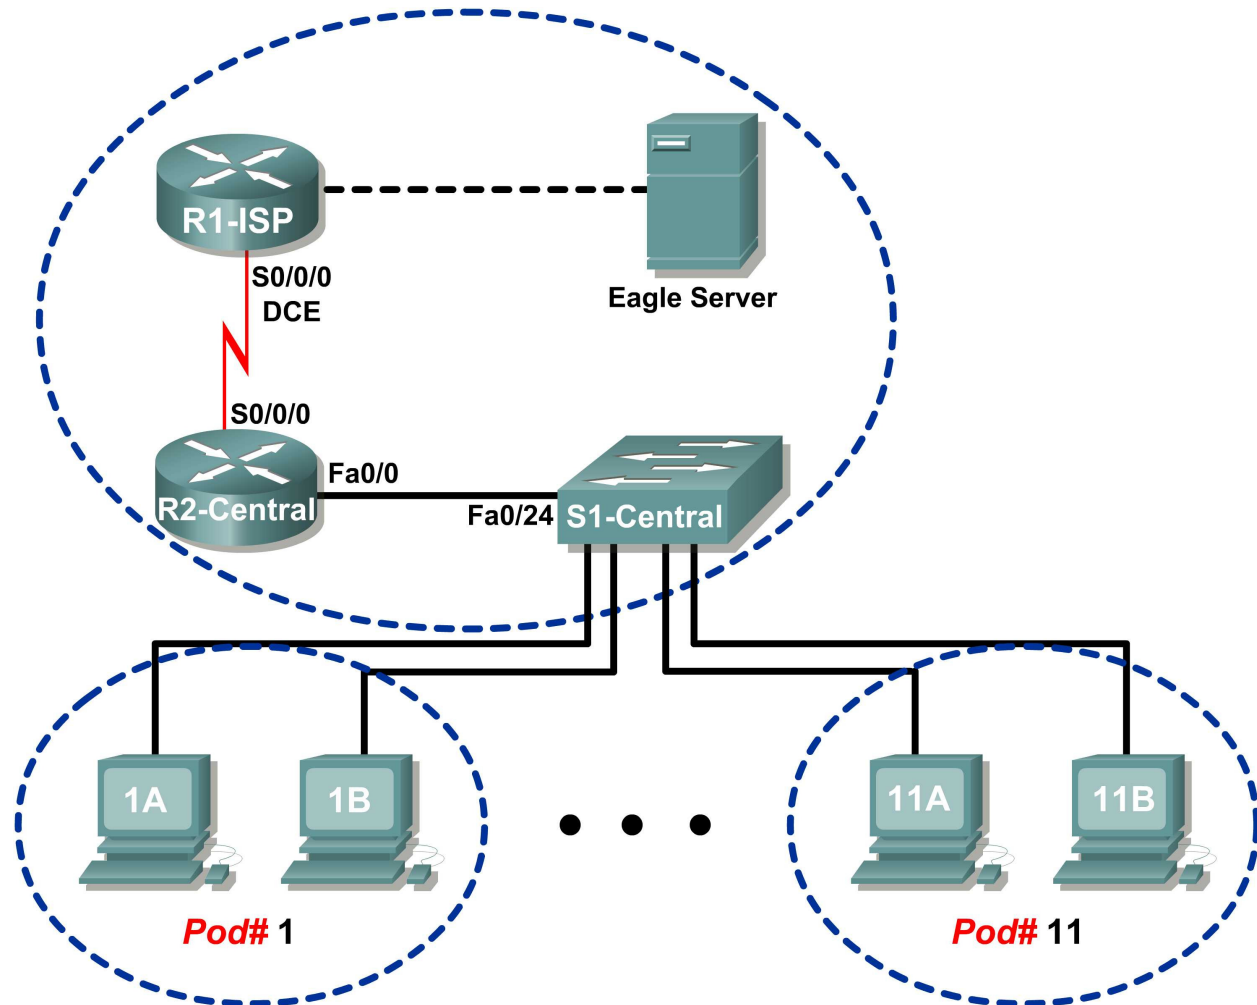 R1-ISP
S0/0/0
DCE
Eagle Server
S0/0/0
R2-Central
Fa0/0
Fa0/24
S1-Central
1A
1B
11A
11B
Pod# 1
Pod# 11